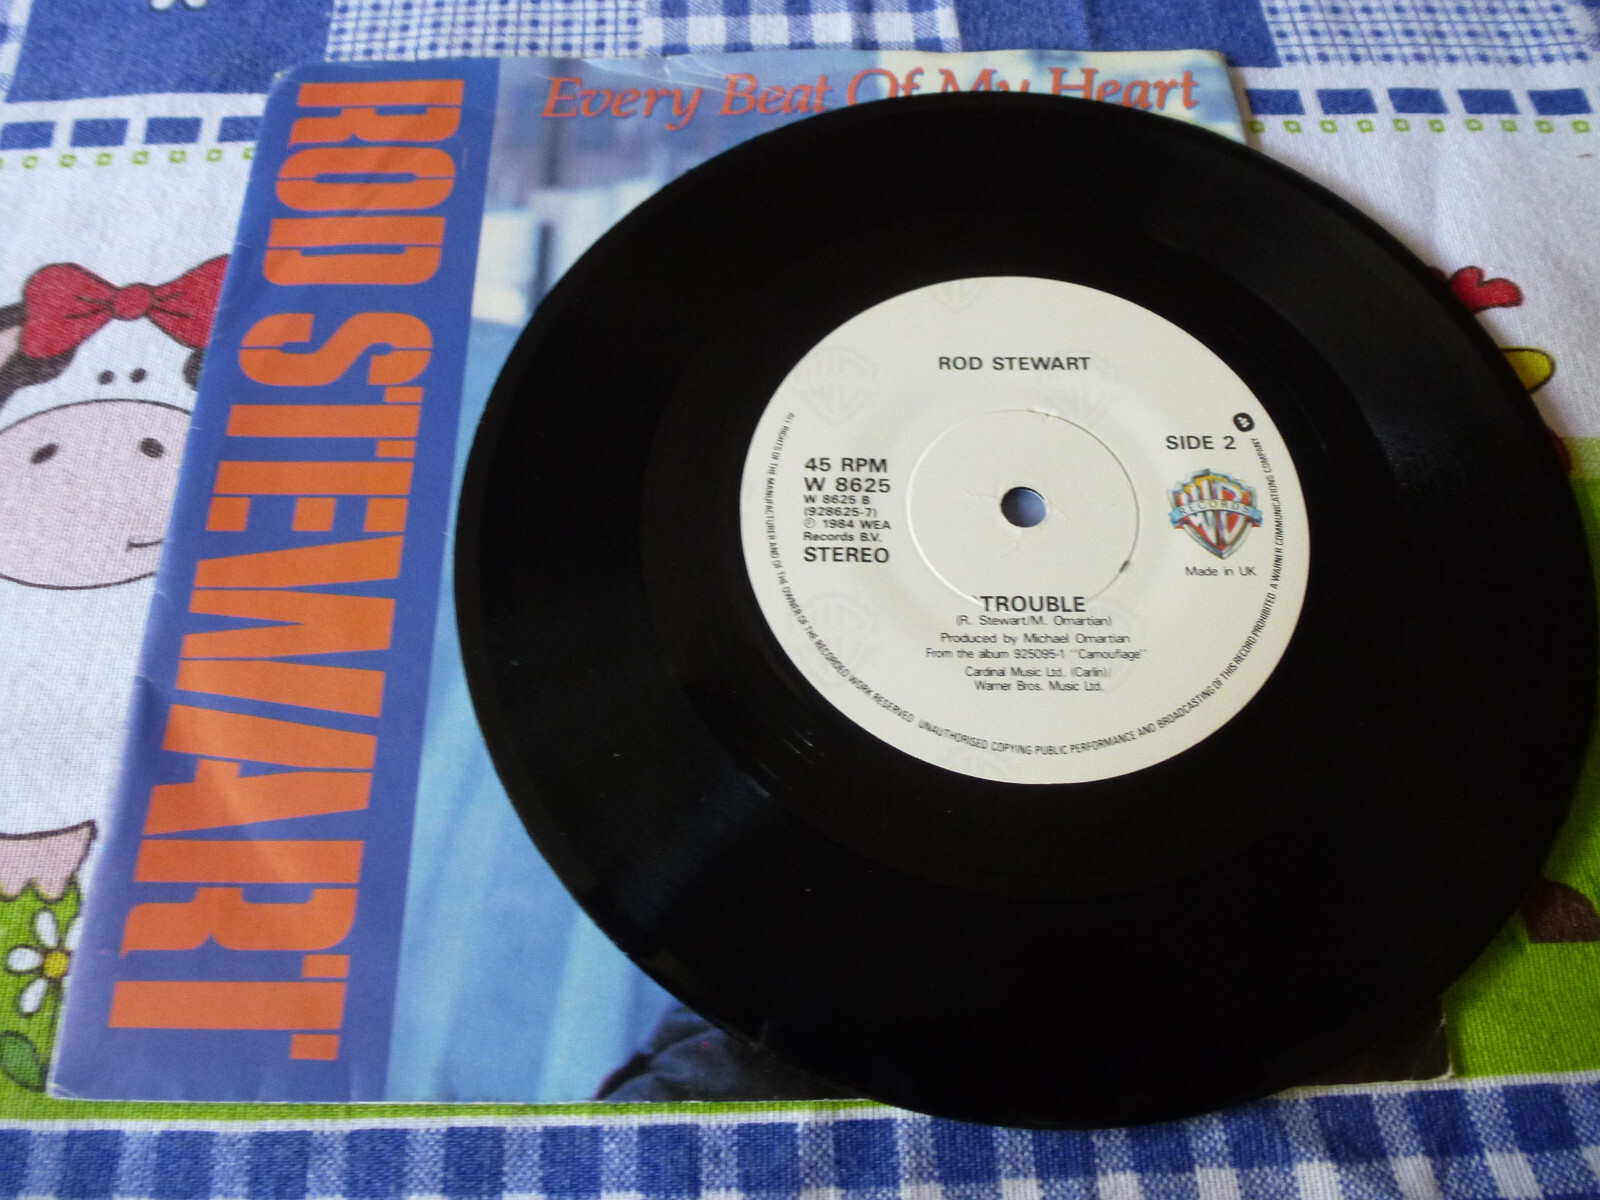 Every Beat Of My Heart
ROD STEWART
ROD STEWART
SIDE 2
45 RPM
W 8625
W 8625 B
(928625-7)
℗ 1984 WEA
Records B.V.
STEREO
RECORDS
Made in UK
TROUBLE
(R. Stewart/M. Omartian)
Produced by Michael Omartian
From the album 925095-1 "Camouflage"
Cardinal Music Ltd. (Carlin)/
Warner Bros. Music Ltd.
ALL RIGHTS OF THE MANUFACTURER AND OF THE OWNER OF THE RECORDED WORK RESERVED UNAUTHORISED COPYING PUBLIC PERFORMANCE AND BROADCASTING OF THIS RECORD PROHIBITED A WARNER COMMUNICATIONS COMPANY